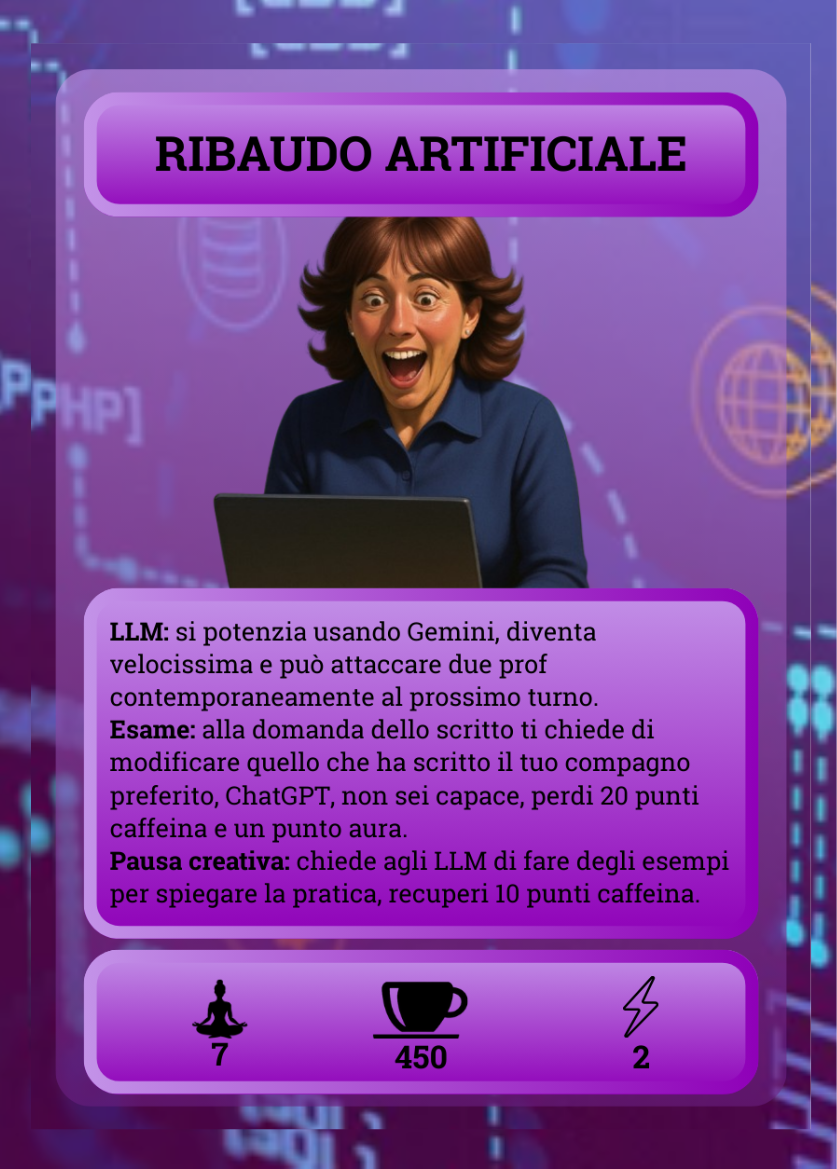 RIBAUDO ARTIFICIALE
PHP]
LLM: si potenzia usando Gemini, diventa
velocissima e può attaccare due prof
contemporaneamente al prossimo turno.
Esame: alla domanda dello scritto ti chiede di
modificare quello che ha scritto il tuo compagno
preferito, ChatGPT, non sei capace, perdi 20 punti
caffeina e un punto aura.
Pausa creativa: chiede agli LLM di fare degli esempi
per spiegare la pratica, recuperi 10 punti caffeina.
7
450
2